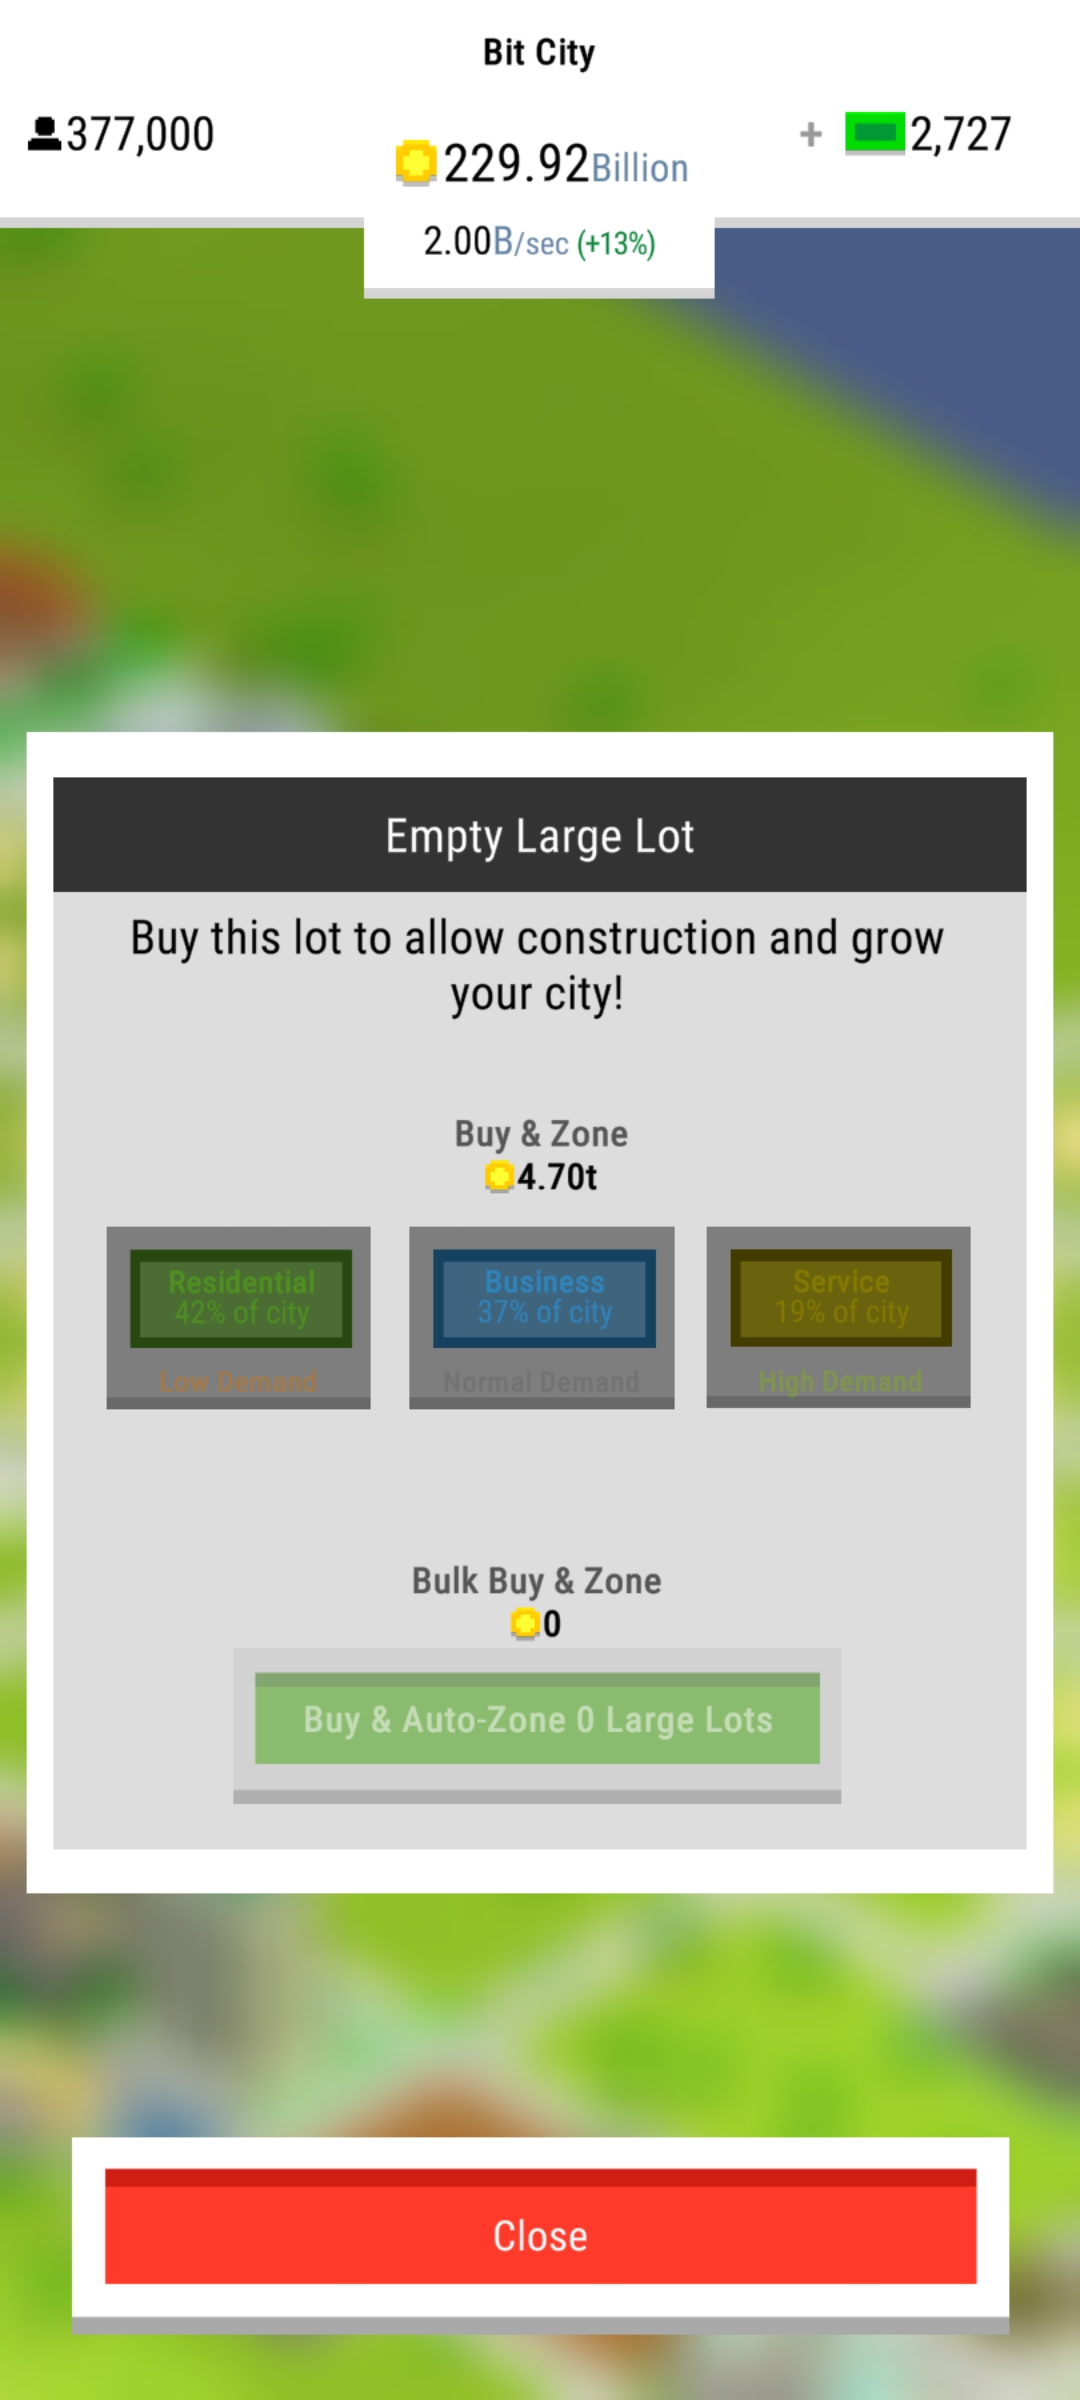 Bit City
377,000
229.92Billion
+ 2,727
2.00B/sec (+13%)
Empty Large Lot
Buy this lot to allow construction and grow
your city!
Buy & Zone
4.70t
Residential
42% of city
Low Demand
Business
37% of city
Normal Demand
Service
19% of city
High Demand
Bulk Buy & Zone
0
Buy & Auto-Zone 0 Large Lots
Close